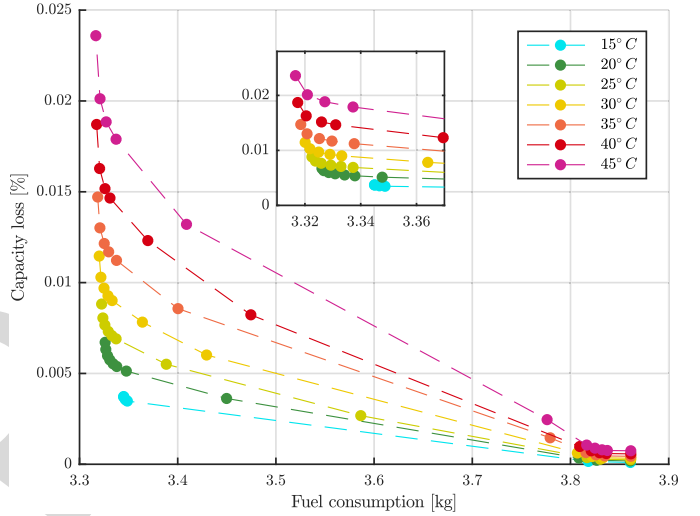 0.025
0.02
0.015
0.01
0.005
0
Capacity loss [%]
3.3
3.4
3.5
3.6
3.7
3.8
3.9
Fuel consumption [kg]
0.02
0.01
0
3.32
3.34
3.36
15° C
20° C
25° C
30° C
35° C
40° C
45° C